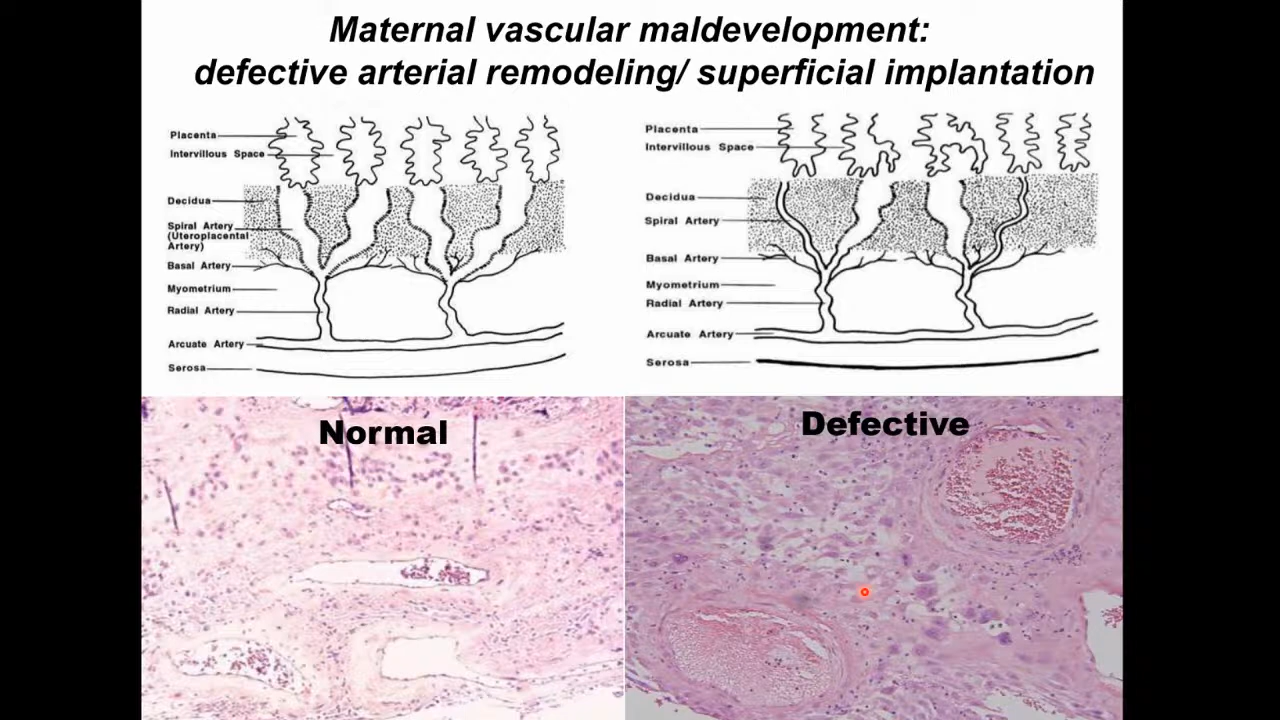 Maternal vascular maldevelopment:
defective arterial remodeling/ superficial implantation
Placenta
Intervillous Space
Decidua
Spiral Artery
(Uteroplacental
Artery)
Basal Artery
Myometrium
Radial Artery
Arcuate Artery
Serosa
Placenta
Intervillous Space
Decidua
Spiral Artery
Basal Artery
Myometrium
Radial Artery
Arcuate Artery
Serosa
Normal
Defective